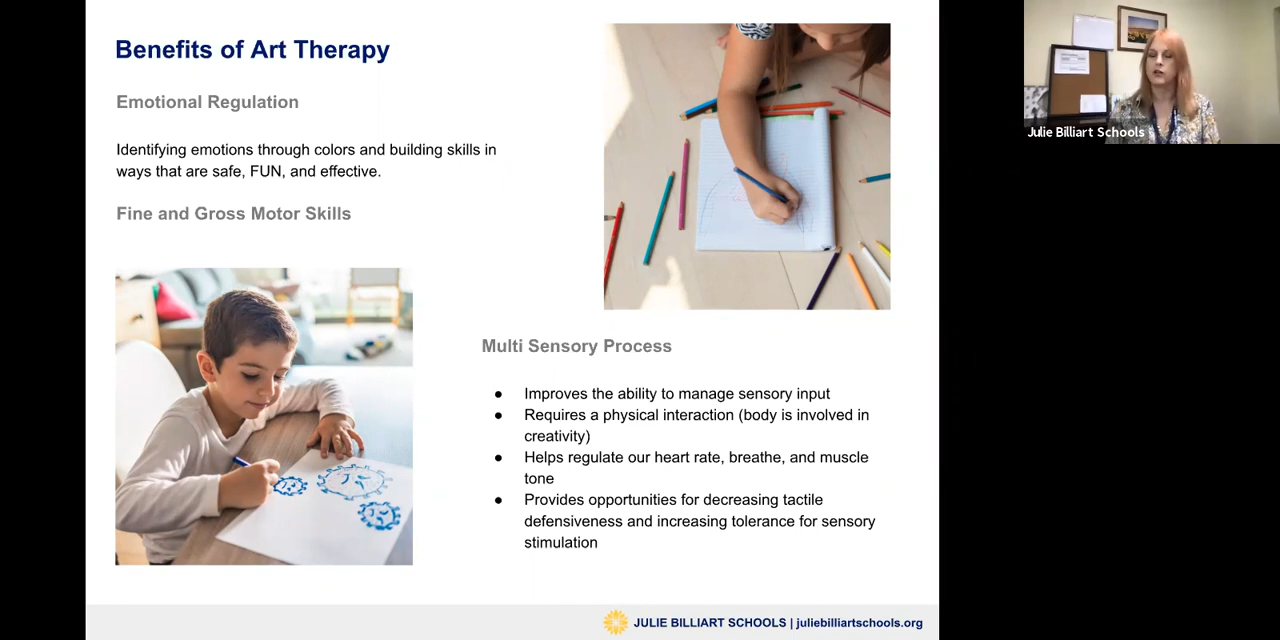 Benefits of Art Therapy
Emotional Regulation
Identifying emotions through colors and building skills in
ways that are safe, FUN, and effective.
Fine and Gross Motor Skills
Multi Sensory Process
● Improves the ability to manage sensory input
● Requires a physical interaction (body is involved in
creativity)
● Helps regulate our heart rate, breathe, and muscle
tone
● Provides opportunities for decreasing tactile
defensiveness and increasing tolerance for sensory
stimulation
JULIE BILLIART SCHOOLS | juliebilliartschools.org
Julie Billiart Schools